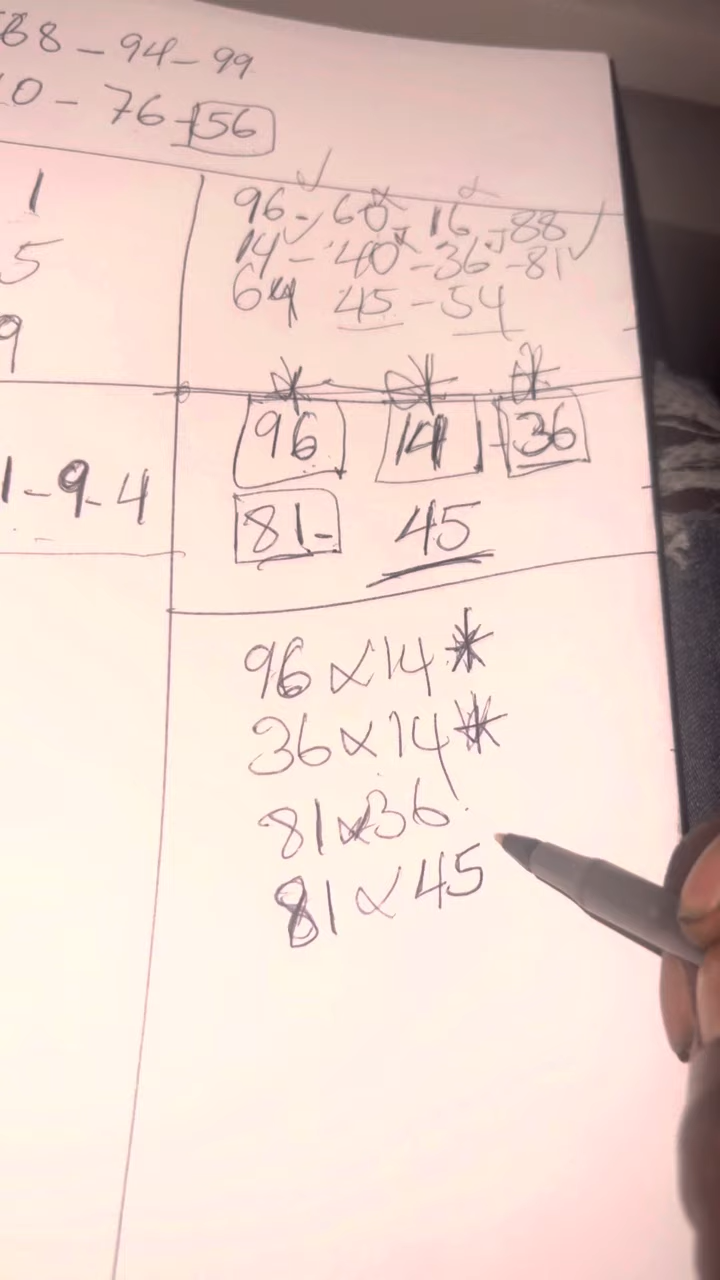 68 - 94 - 99
0 - 76 - 56
1
5
9
1 - 9 - 4
96 - 60 - 16 - 88
14 - 40 - 36 - 81
64 45 - 54
96 14 - 36
81 - 45
96 x 14 *
36 x 14 *
81 x 36
81 x 45